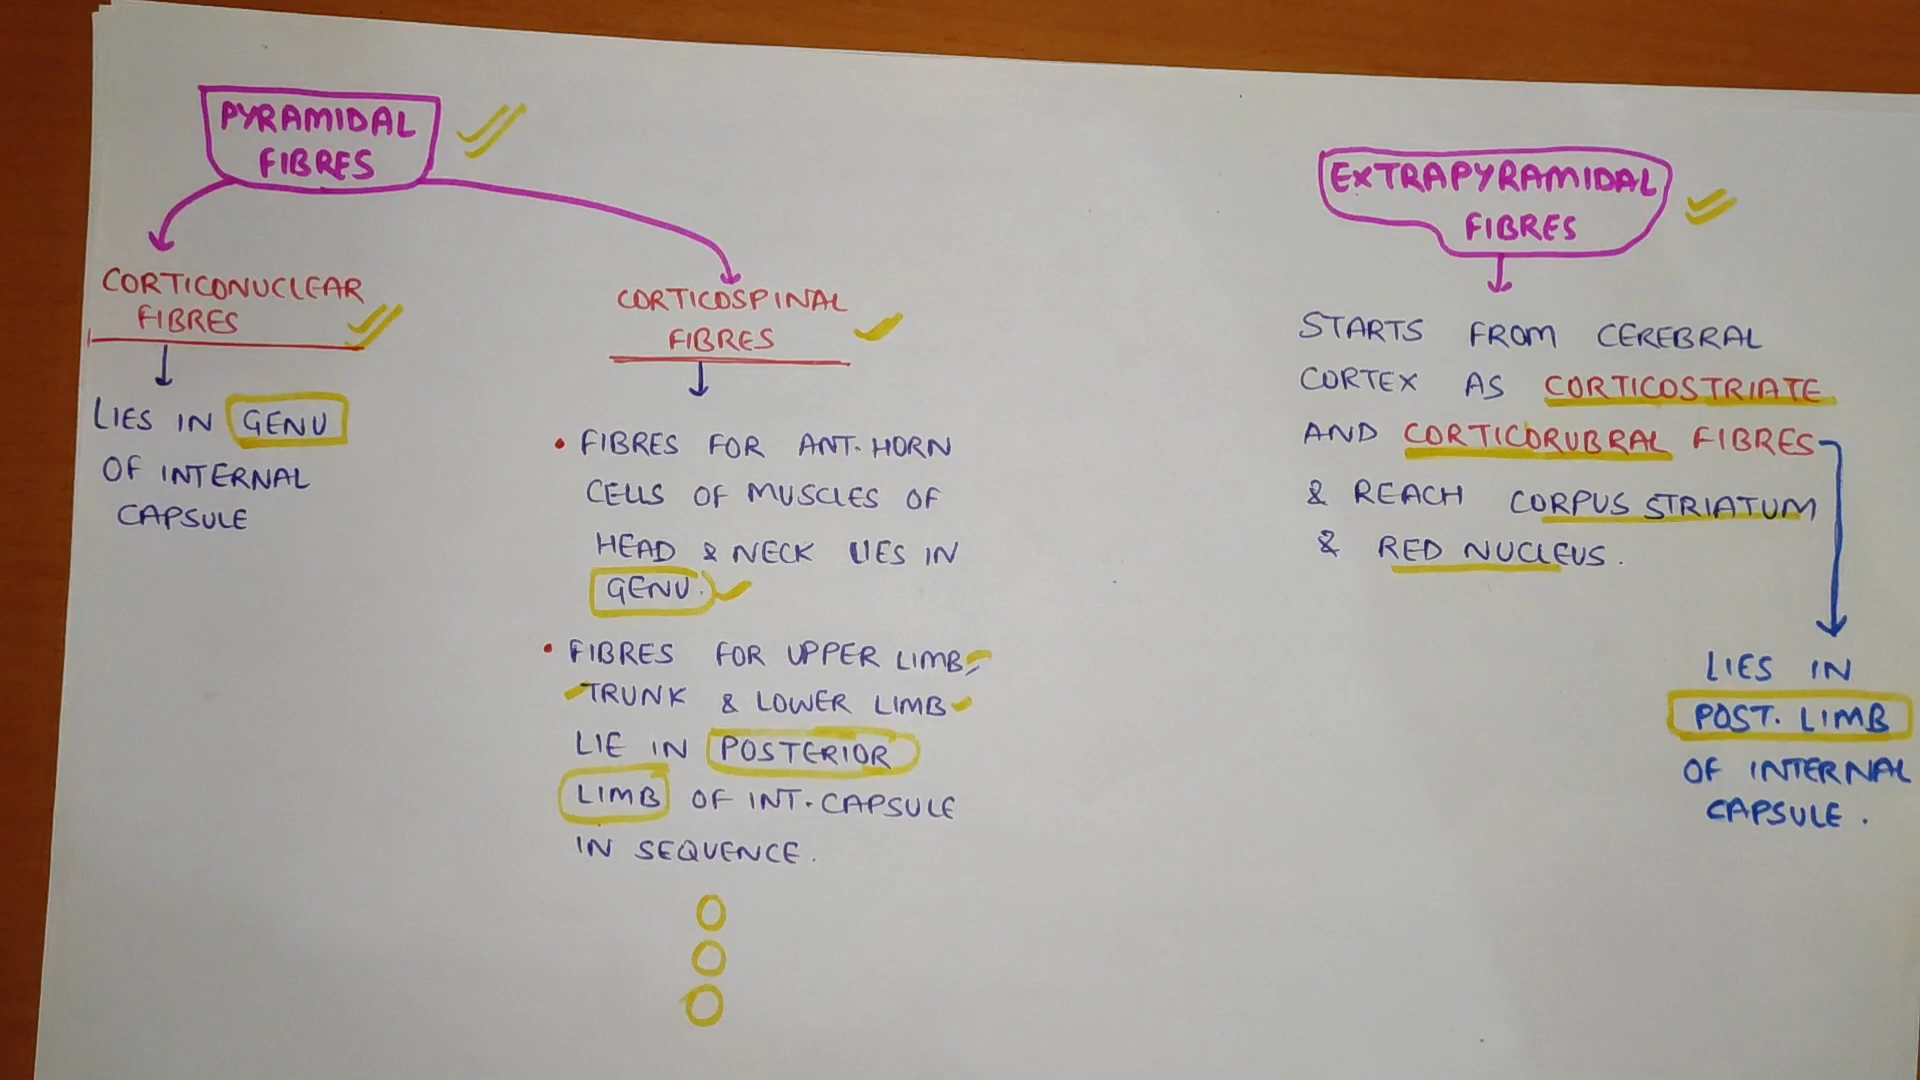 PYRAMIDAL
FIBRES
CORTICONUCLEAR
FIBRES
LIES IN GENU
OF INTERNAL
CAPSULE
CORTICOSPINAL
FIBRES
• FIBRES FOR ANT. HORN
CELLS OF MUSCLES OF
HEAD & NECK LIES IN
GENU.
• FIBRES FOR UPPER LIMB,
TRUNK & LOWER LIMB
LIE IN POSTERIOR
LIMB OF INT. CAPSULE
IN SEQUENCE.
EXTRAPYRAMIDAL
FIBRES
STARTS FROM CEREBRAL
CORTEX AS CORTICOSTRIATE
AND CORTICORUBRAL FIBRES
& REACH CORPUS STRIATUM
& RED NUCLEUS.
LIES IN
POST. LIMB
OF INTERNAL
CAPSULE.